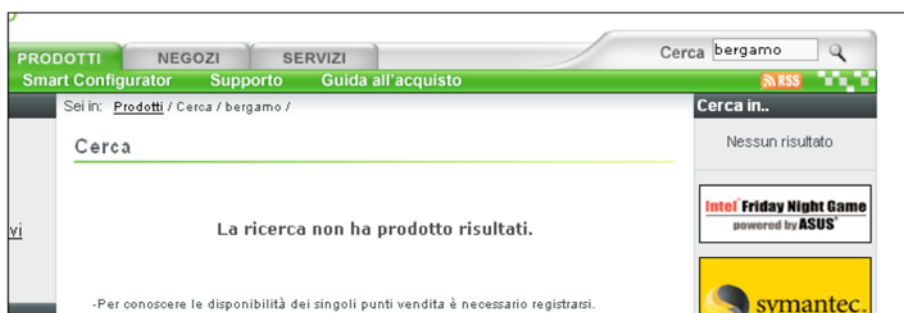 Cerca bergamo
PRODOTTI NEGOZI SERVIZI
Smart Configurator Supporto Guida all'acquisto RSS
Sei in: Prodotti / Cerca / bergamo /
Cerca in..
Cerca
Nessun risultato
Intel Friday Night Game
powered by ASUS
vi
La ricerca non ha prodotto risultati.
-Per conoscere le disponibilità dei singoli punti vendita è necessario registrarsi.
symantec.